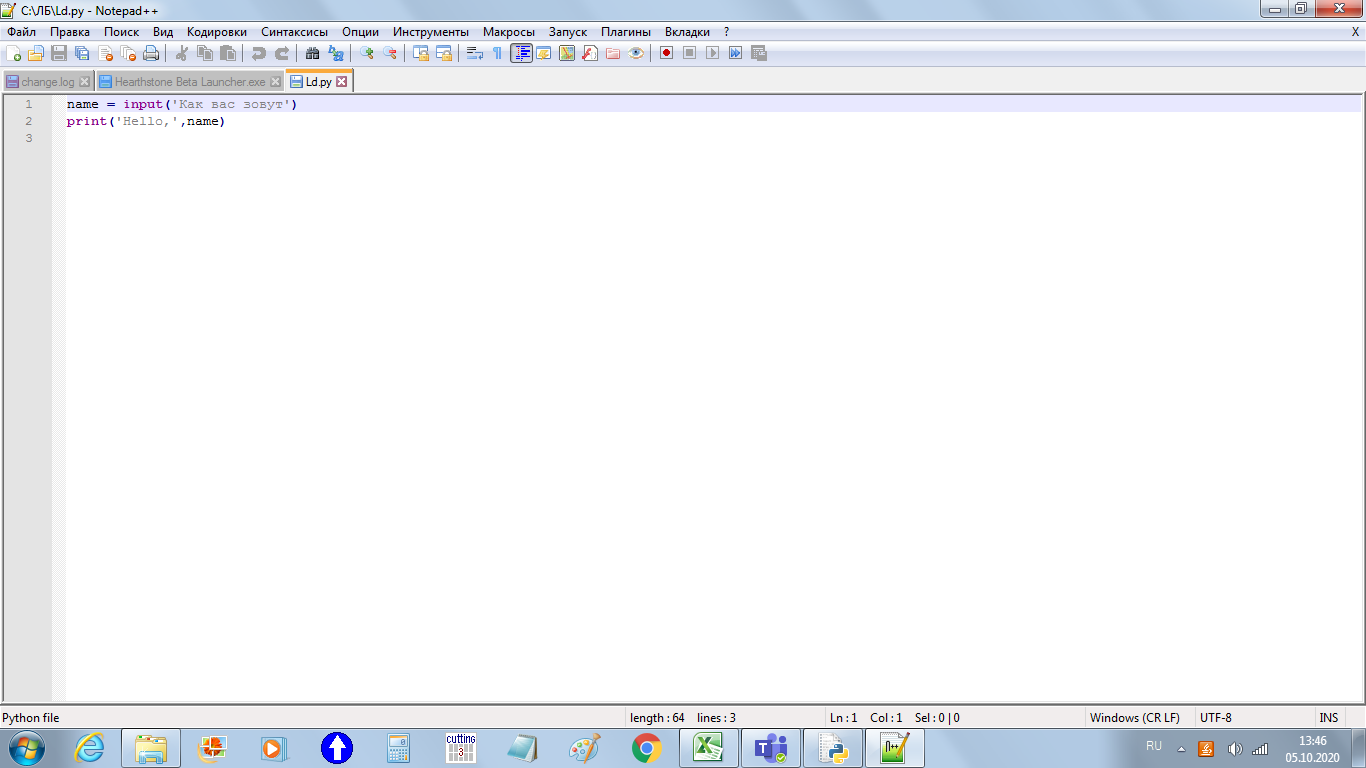 C:\ЛБ\Ld.py - Notepad++
Файл Правка Поиск Вид Кодировки Синтаксисы Опции Инструменты Макросы Запуск Плагины Вкладки ? X
change.log Hearthstone Beta Launcher.exe Ld.py
1 name = input('Как вас зовут')
2 print('Hello,',name)
3
Python file length : 64 lines : 3 Ln : 1 Col : 1 Sel : 0 | 0 Windows (CR LF) UTF-8 INS
cutting 3
RU 13:46
05.10.2020